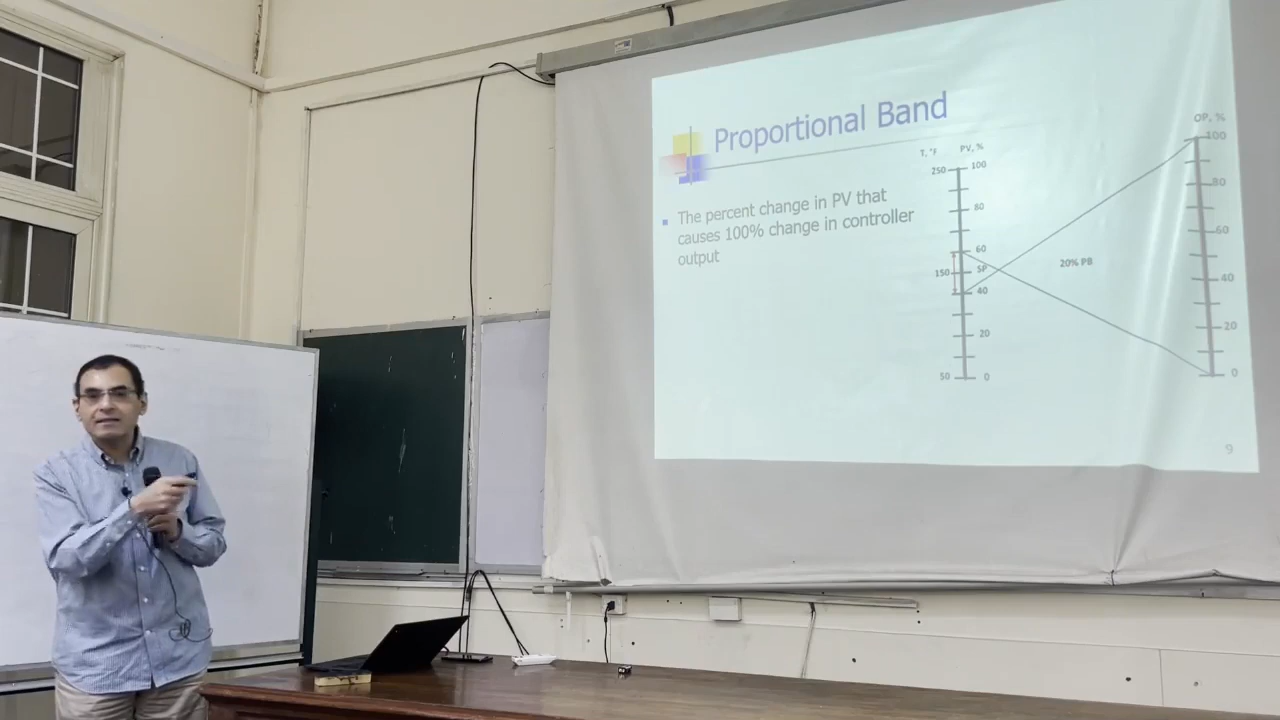 Proportional Band
The percent change in PV that
causes 100% change in controller
output
T, °F PV, %
250 100
80
60
150 SP
40
20
50 0
20% PB
OP, %
100
80
60
40
20
0
9